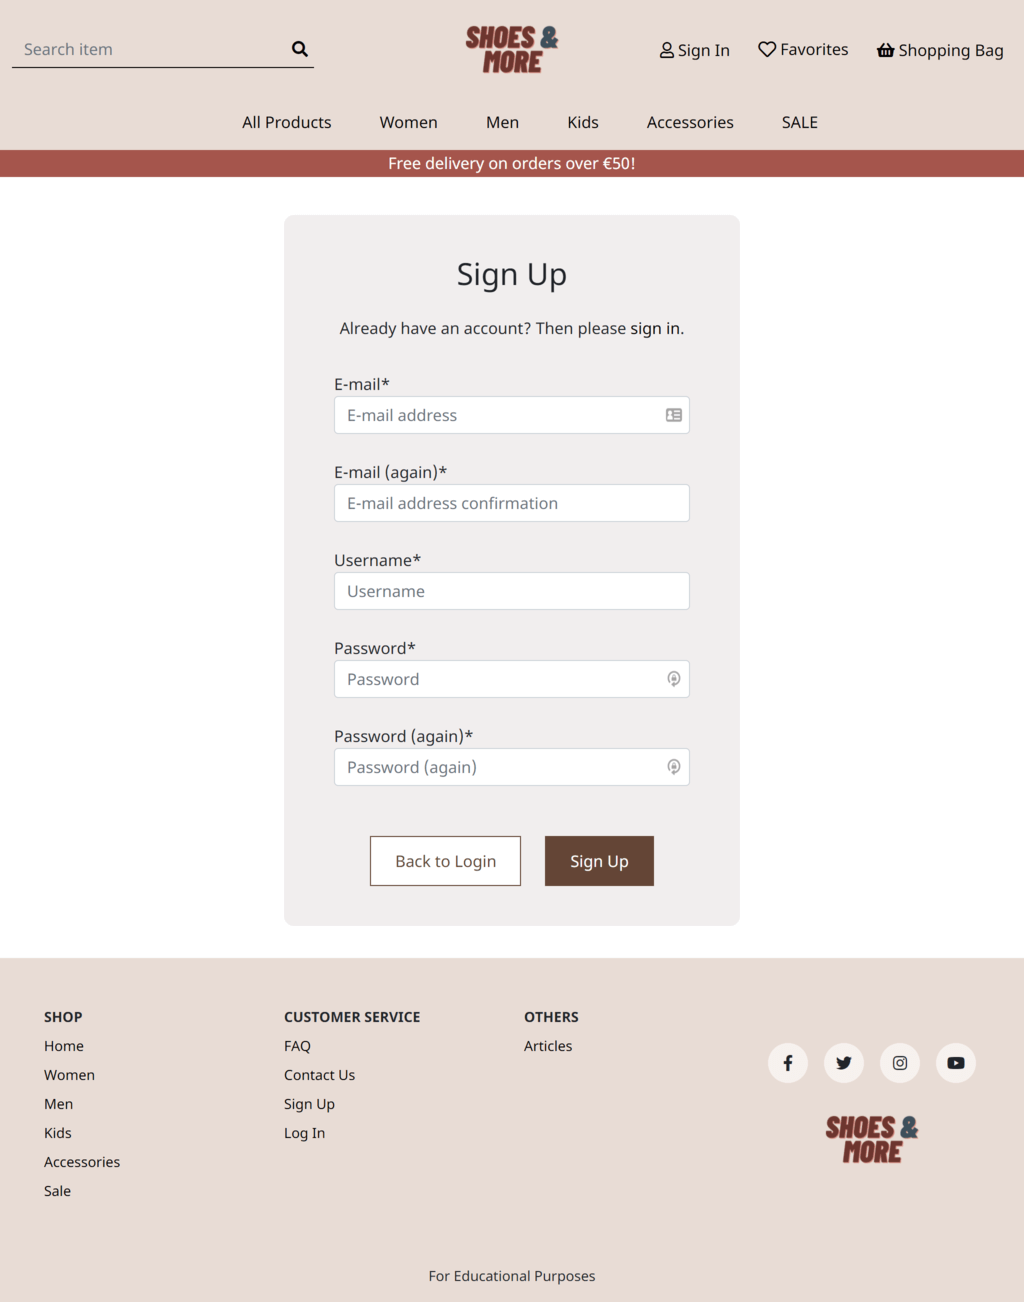 Search item
SHOES &
MORE
Sign In
Favorites
Shopping Bag
All Products
Women
Men
Kids
Accessories
SALE
Free delivery on orders over €50!
Sign Up
Already have an account? Then please sign in.
E-mail*
E-mail address
E-mail (again)*
E-mail address confirmation
Username*
Username
Password*
Password
Password (again)*
Password (again)
Back to Login
Sign Up
SHOP
Home
Women
Men
Kids
Accessories
Sale
CUSTOMER SERVICE
FAQ
Contact Us
Sign Up
Log In
OTHERS
Articles
SHOES &
MORE
For Educational Purposes